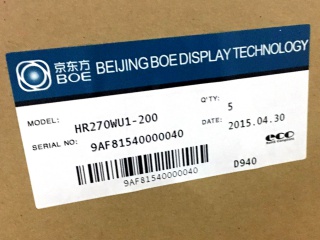 京东方
BOE
BEIJING BOE DISPLAY TECHNOLOGY
MODEL: HR270WU1-200
Q'TY: 5
SERIAL NO: 9AF81540000040
DATE: 2015.04.30
eco
9AF81540000040
D940